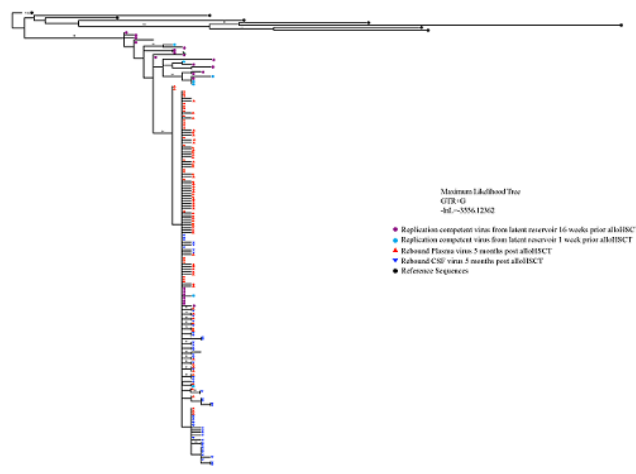 Maximum Likelihood Tree
GTR+G
-lnL=-3556.12362
Replication-competent virus from latent reservoir 16 weeks prior alloHSC
Replication competent virus from latent reservoir 1 week prior alloHSCT
Rebound Plasma virus 5 months post alloHSCT
Rebound CSF virus 5 months post alloHSCT
Reference Sequences